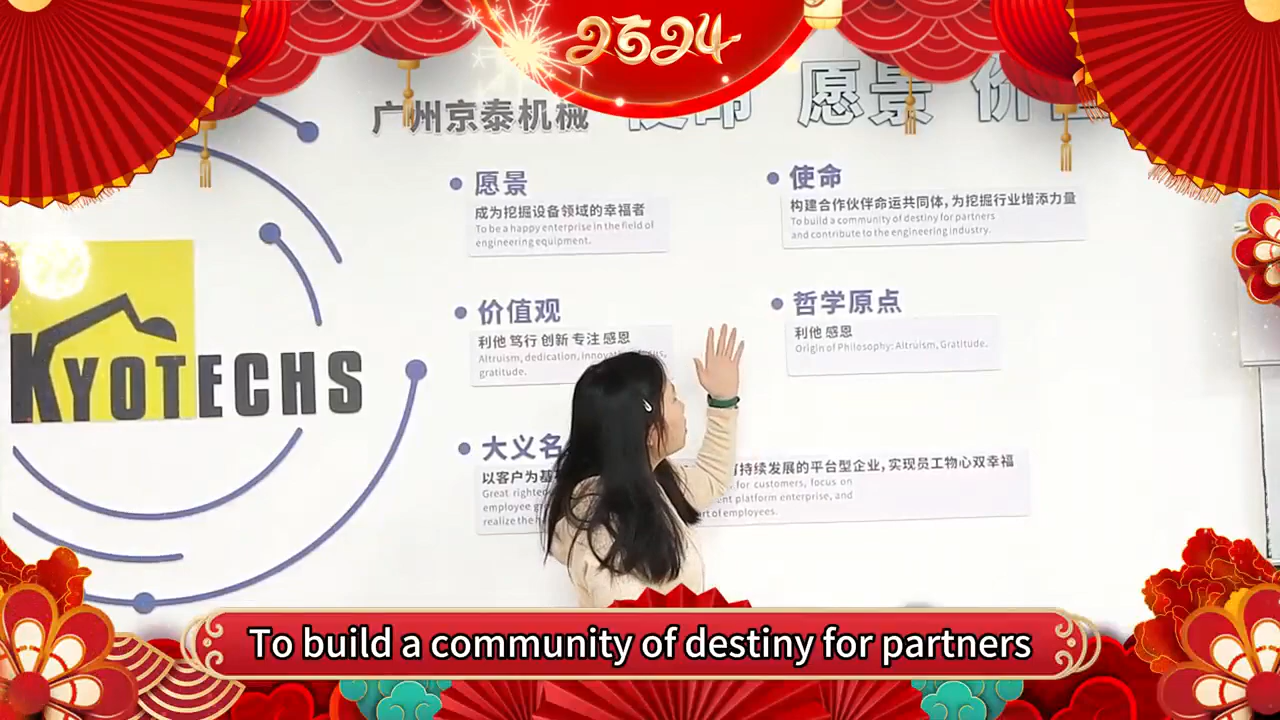 2524
广州京泰机械 使命 愿景 价
愿景
成为挖掘设备领域的幸福者
To be a happy enterprise in the field of
engineering equipment.
使命
构建合作伙伴命运共同体，为挖掘行业增添力量
To build a community of destiny for partners
and contribute to the engineering industry.
KYOTECHS
价值观
利他 笃行 创新 专注 感恩
Altruism, dedication, innovation,
gratitude.
哲学原点
利他 感恩
Origin of Philosophy: Altruism, Gratitude.
大义名
以客户为 持续发展的平台型企业，实现员工物心双幸福
Great for customers, focus on
employee platform enterprise, and
realize the of employees.
To build a community of destiny for partners